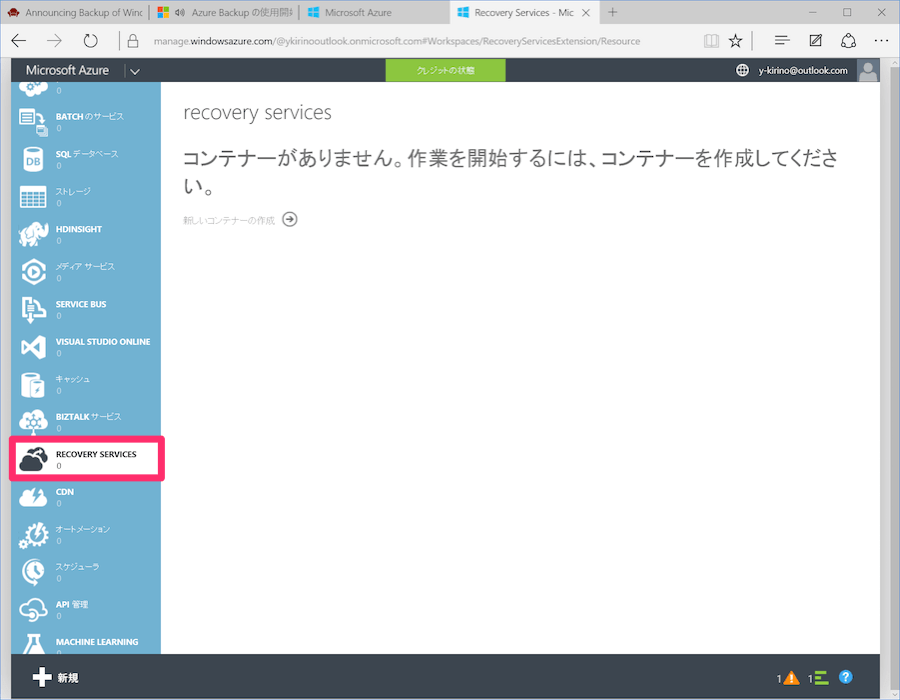 Announcing Backup of Winc
Azure Backup の使用開始
Microsoft Azure
Recovery Services - Mic
manage.windowsazure.com/@ykirinooutlook.onmicrosoft.com#Workspaces/RecoveryServicesExtension/Resource
Microsoft Azure
クレジットの状態
y-kirino@outlook.com
0
BATCH のサービス
0
SQL データベース
0
DB
ストレージ
0
HDINSIGHT
0
メディア サービス
0
SERVICE BUS
0
VISUAL STUDIO ONLINE
0
キャッシュ
0
BIZTALK サービス
0
RECOVERY SERVICES
0
CDN
0
オートメーション
0
スケジューラ
0
API 管理
0
MACHINE LEARNING
0
recovery services
コンテナーがありません。作業を開始するには、コンテナーを作成してくださ
い。
新しいコンテナーの作成
新規
1
1
?